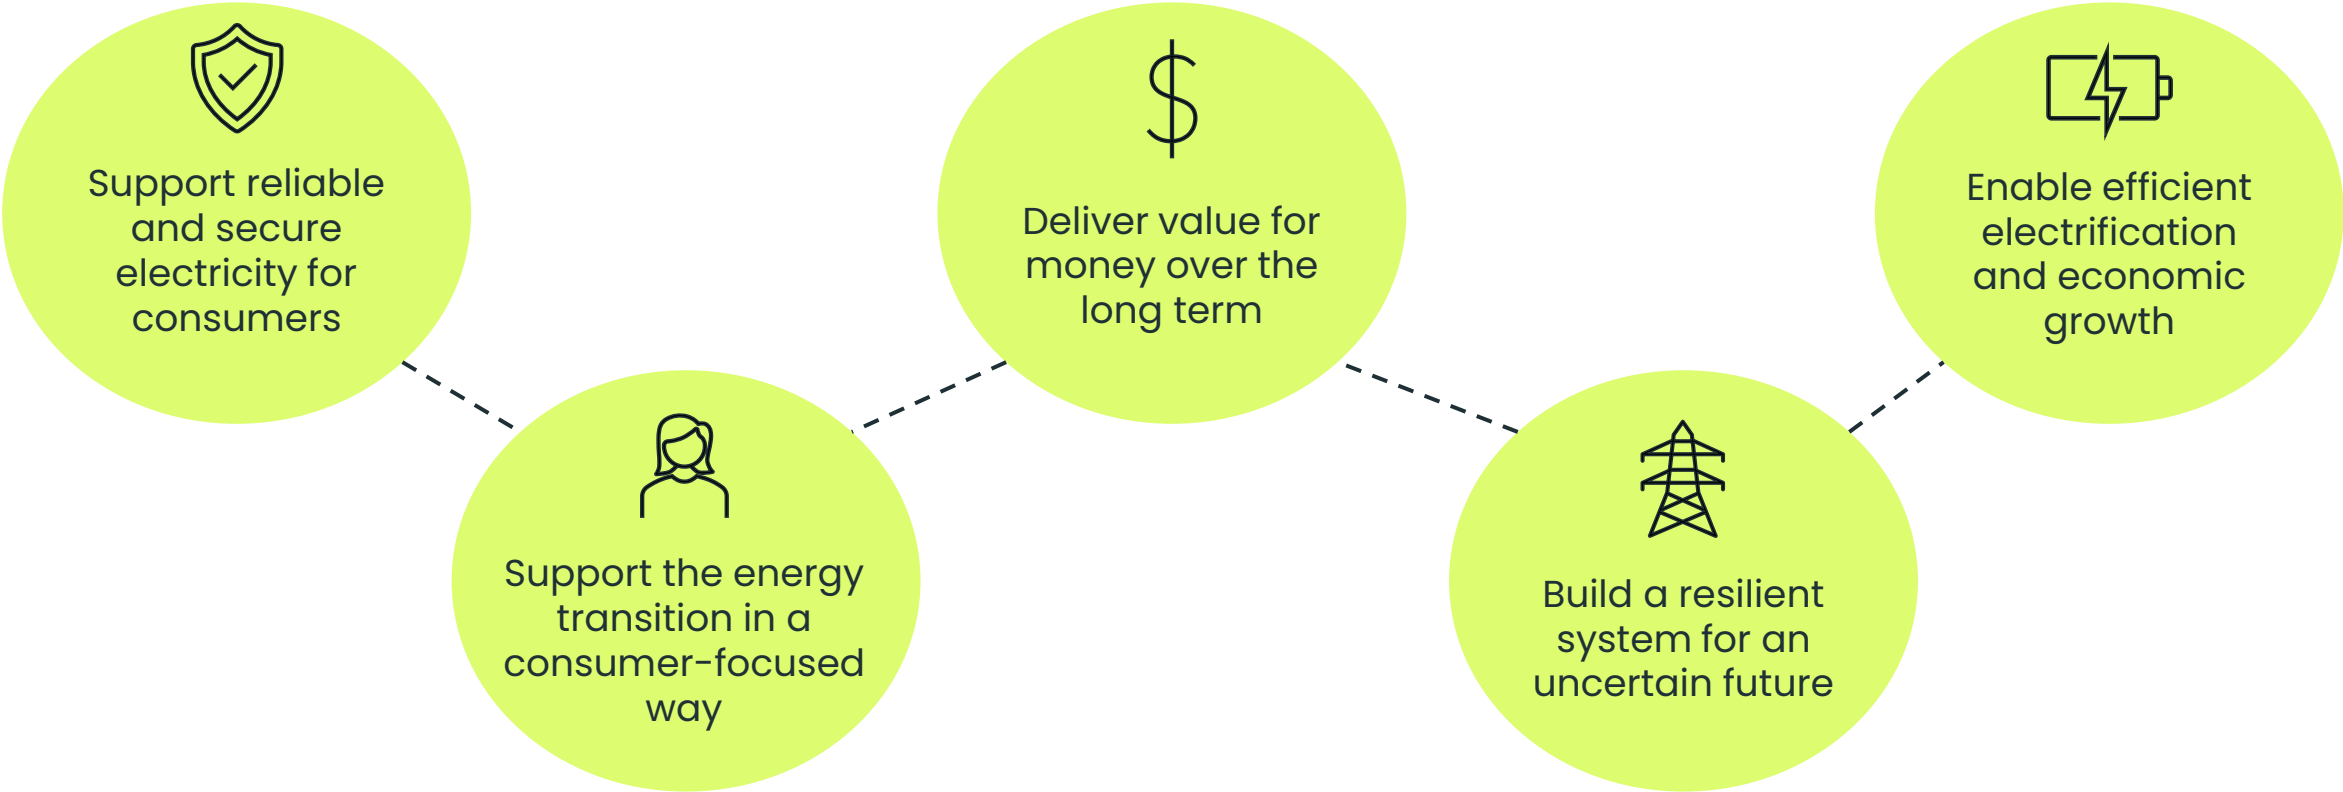 Support reliable
and secure
electricity for
consumers
Support the energy
transition in a
consumer-focused
way
Deliver value for
money over the
long term
Build a resilient
system for an
uncertain future
Enable efficient
electrification
and economic
growth